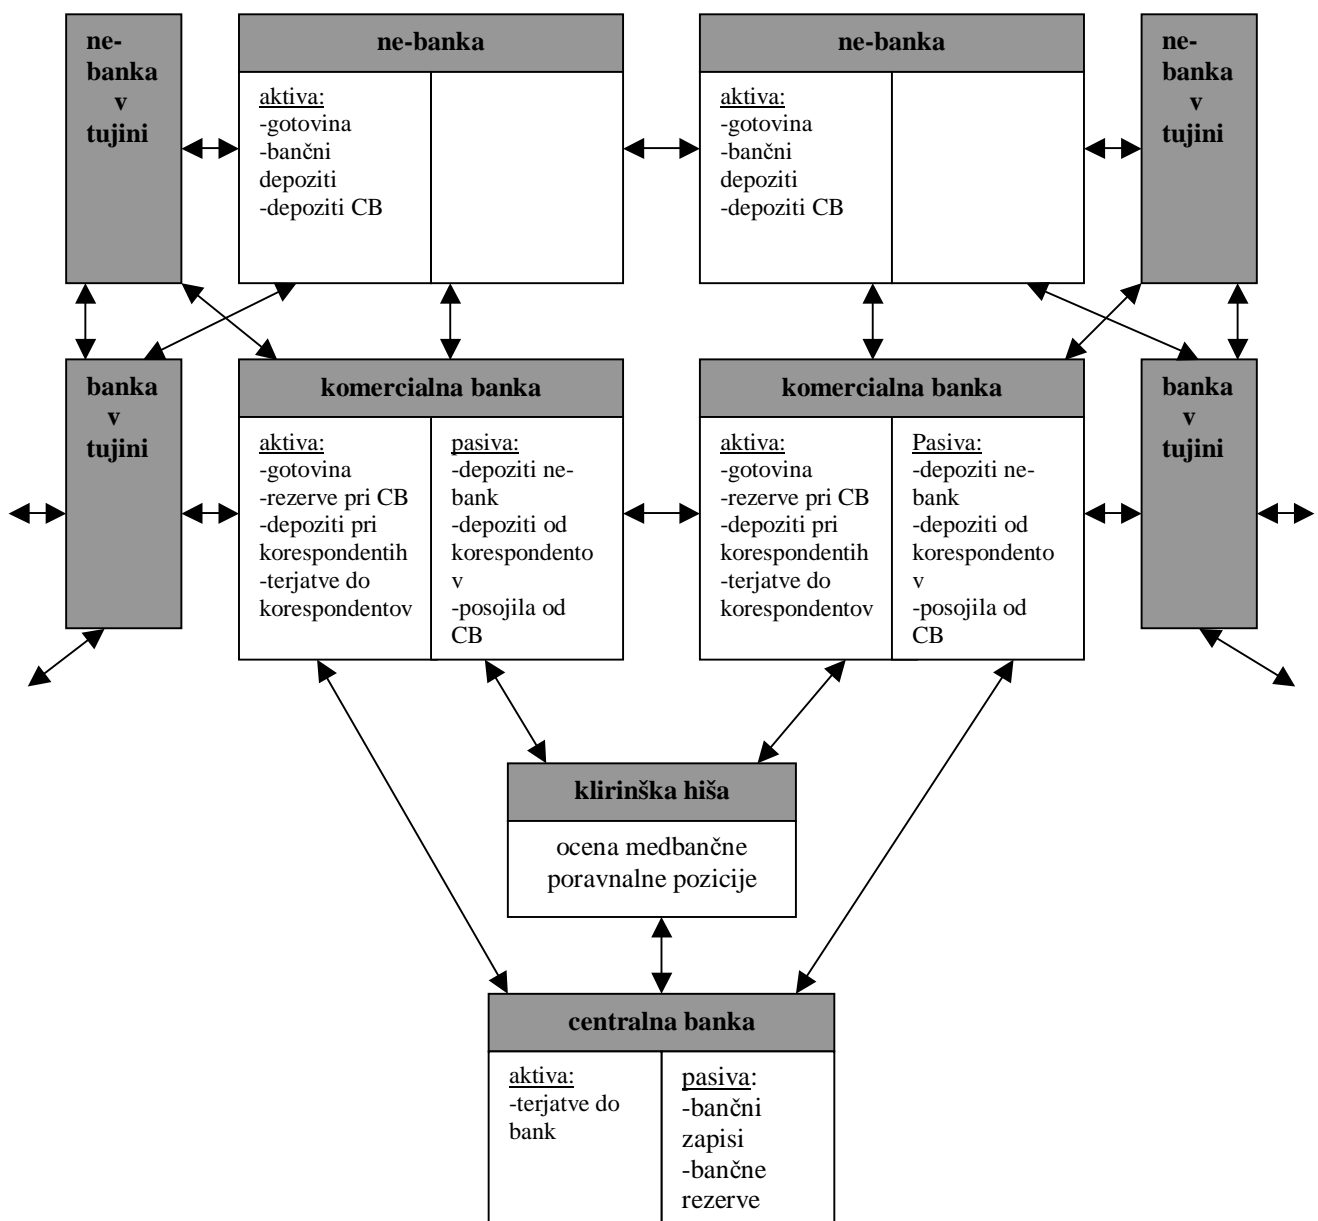 ne-
banka
v
tujini
ne-banka
aktiva:
-gotovina
-bančni
depoziti
-depoziti CB
ne-banka
aktiva:
-gotovina
-bančni
depoziti
-depoziti CB
ne-
banka
v
tujini
banka
v
tujini
komercialna banka
aktiva:
-gotovina
-rezerve pri CB
-depoziti pri
korespondentih
-terjatve do
korespondentov
pasiva:
-depoziti ne-
bank
-depoziti od
korespondento
v
-posojila od
CB
komercialna banka
aktiva:
-gotovina
-rezerve pri CB
-depoziti pri
korespondentih
-terjatve do
korespondentov
Pasiva:
-depoziti ne-
bank
-depoziti od
korespondento
v
-posojila od
CB
banka
v
tujini
klirinška hiša
ocena medbančne
poravnalne pozicije
centralna banka
aktiva:
-terjatve do
bank
pasiva:
-bančni
zapisi
-bančne
rezerve